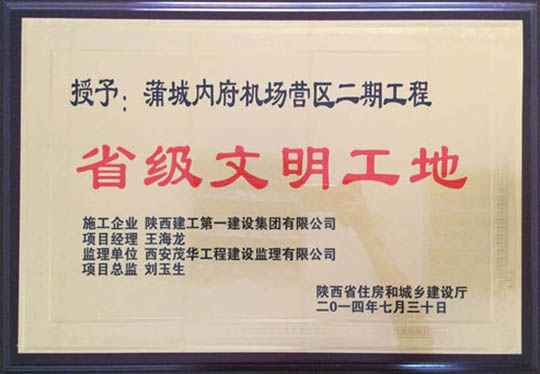 授予：蒲城内府机场营区二期工程
省级文明工地
施工企业 陕西建工第一建设集团有限公司
项目经理 王海龙
监理单位 西安茂华工程建设监理有限公司
项目总监 刘玉生
陕西省住房和城乡建设厅
二〇一四年七月三十日